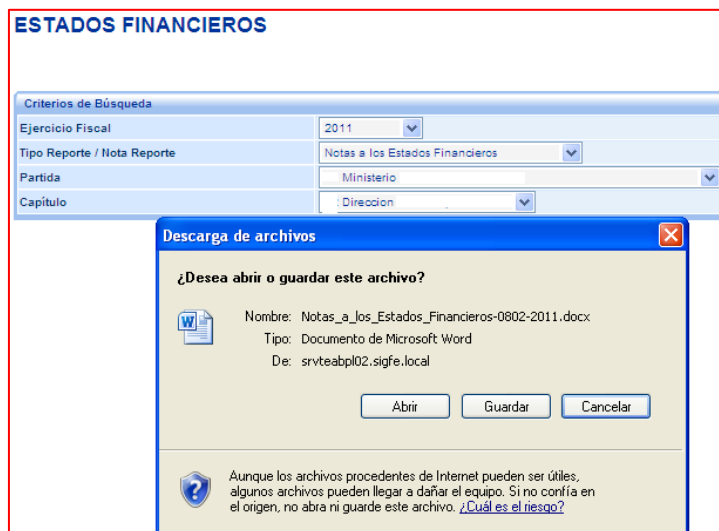 ESTADOS FINANCIEROS
Criterios de Búsqueda
Ejercicio Fiscal 2011
Tipo Reporte / Nota Reporte Notas a los Estados Financieros
Partida Ministerio
Capítulo Direccion
Descarga de archivos
¿Desea abrir o guardar este archivo?
Nombre: Notas_a_los_Estados_Financieros-0802-2011.docx
Tipo: Documento de Microsoft Word
De: srvteabpl02.sigfe.local
Abrir Guardar Cancelar
Aunque los archivos procedentes de Internet pueden ser útiles,
algunos archivos pueden llegar a dañar el equipo. Si no confía en
el origen, no abra ni guarde este archivo. ¿Cuál es el riesgo?